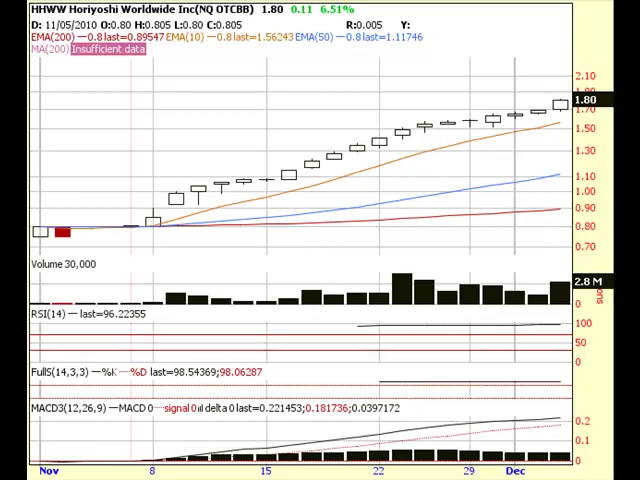 HHWW Horiyoshi Worldwide Inc(NQ OTCBB) 1.80 0.11 6.51%
D: 11/05/2010 O:0.80 H:0.805 L:0.80 C:0.805 R:0.005 Y:
EMA(200) —0.8 last=0.89547 EMA(10) —0.8 last=1.56243 EMA(50) —0.8 last=1.11746
MA(200) Insufficient data
2.10
1.80
1.70
1.50
1.30
1.10
1.00
0.90
0.80
0.70
Volume 30,000
2.8 M
0
RSI(14) — last=96.22355
100
50
0
FullS(14,3,3) —%K ····%D last=98.54369;98.06287
MACD3(12,26,9) —MACD 0 ···· signal 0 delta 0 last=0.221453;0.181736;0.0397172
0.2
0.1
0
Nov 8 15 22 29 Dec